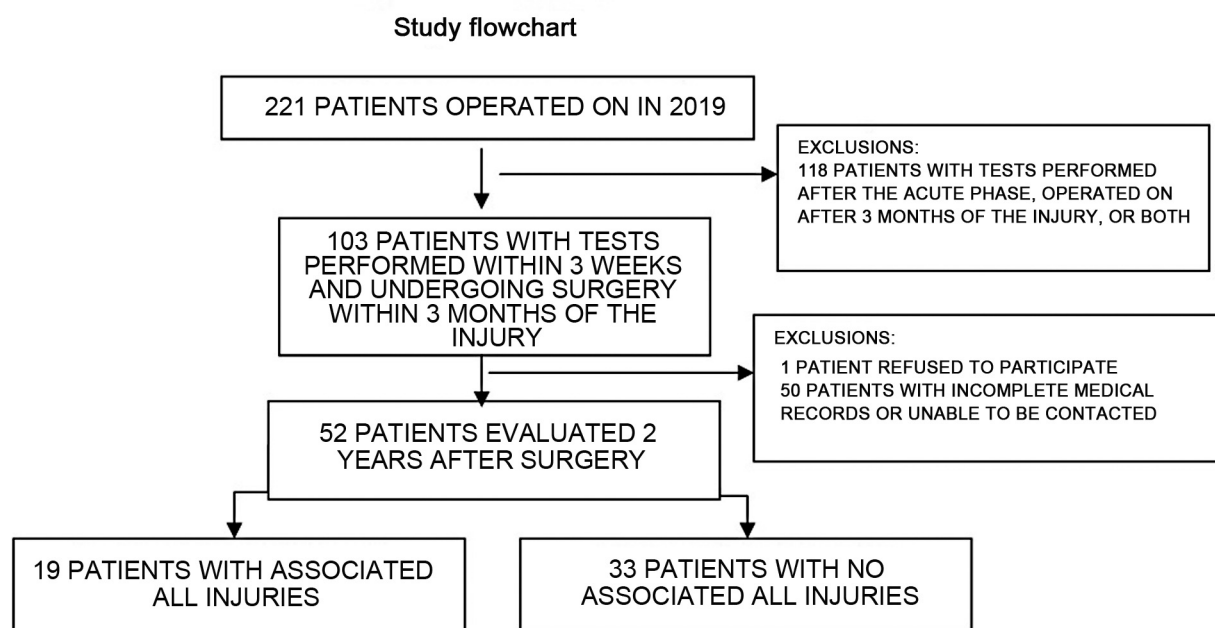 Study flowchart
221 PATIENTS OPERATED ON IN 2019
EXCLUSIONS:
118 PATIENTS WITH TESTS PERFORMED
AFTER THE ACUTE PHASE, OPERATED ON
AFTER 3 MONTHS OF THE INJURY, OR BOTH
103 PATIENTS WITH TESTS
PERFORMED WITHIN 3 WEEKS
AND UNDERGOING SURGERY
WITHIN 3 MONTHS OF THE
INJURY
EXCLUSIONS:
1 PATIENT REFUSED TO PARTICIPATE
50 PATIENTS WITH INCOMPLETE MEDICAL
RECORDS OR UNABLE TO BE CONTACTED
52 PATIENTS EVALUATED 2
YEARS AFTER SURGERY
19 PATIENTS WITH ASSOCIATED
ALL INJURIES
33 PATIENTS WITH NO
ASSOCIATED ALL INJURIES